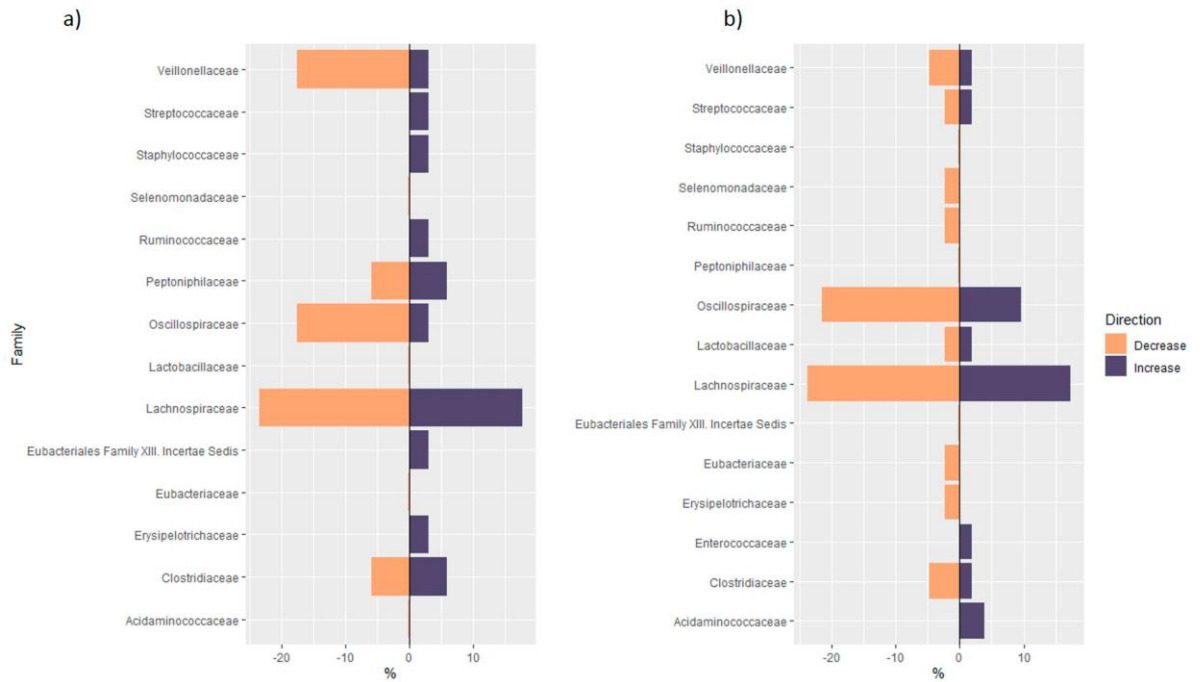 a)
Veillonellaceae
Streptococcaceae
Staphylococcaceae
Selenomonadaceae
Ruminococcaceae
Peptoniphilaceae
Oscillospiraceae
Lactobacillaceae
Lachnospiraceae
Eubacteriales Family XIII. Incertae Sedis
Eubacteriaceae
Erysipelotrichaceae
Clostridiaceae
Acidaminococcaceae
Family
-20 -10 0 10
%
b)
Veillonellaceae
Streptococcaceae
Staphylococcaceae
Selenomonadaceae
Ruminococcaceae
Peptoniphilaceae
Oscillospiraceae
Lactobacillaceae
Lachnospiraceae
Eubacteriales Family XIII. Incertae Sedis
Eubacteriaceae
Erysipelotrichaceae
Enterococcaceae
Clostridiaceae
Acidaminococcaceae
-20 -10 0 10
%
Direction
Decrease
Increase